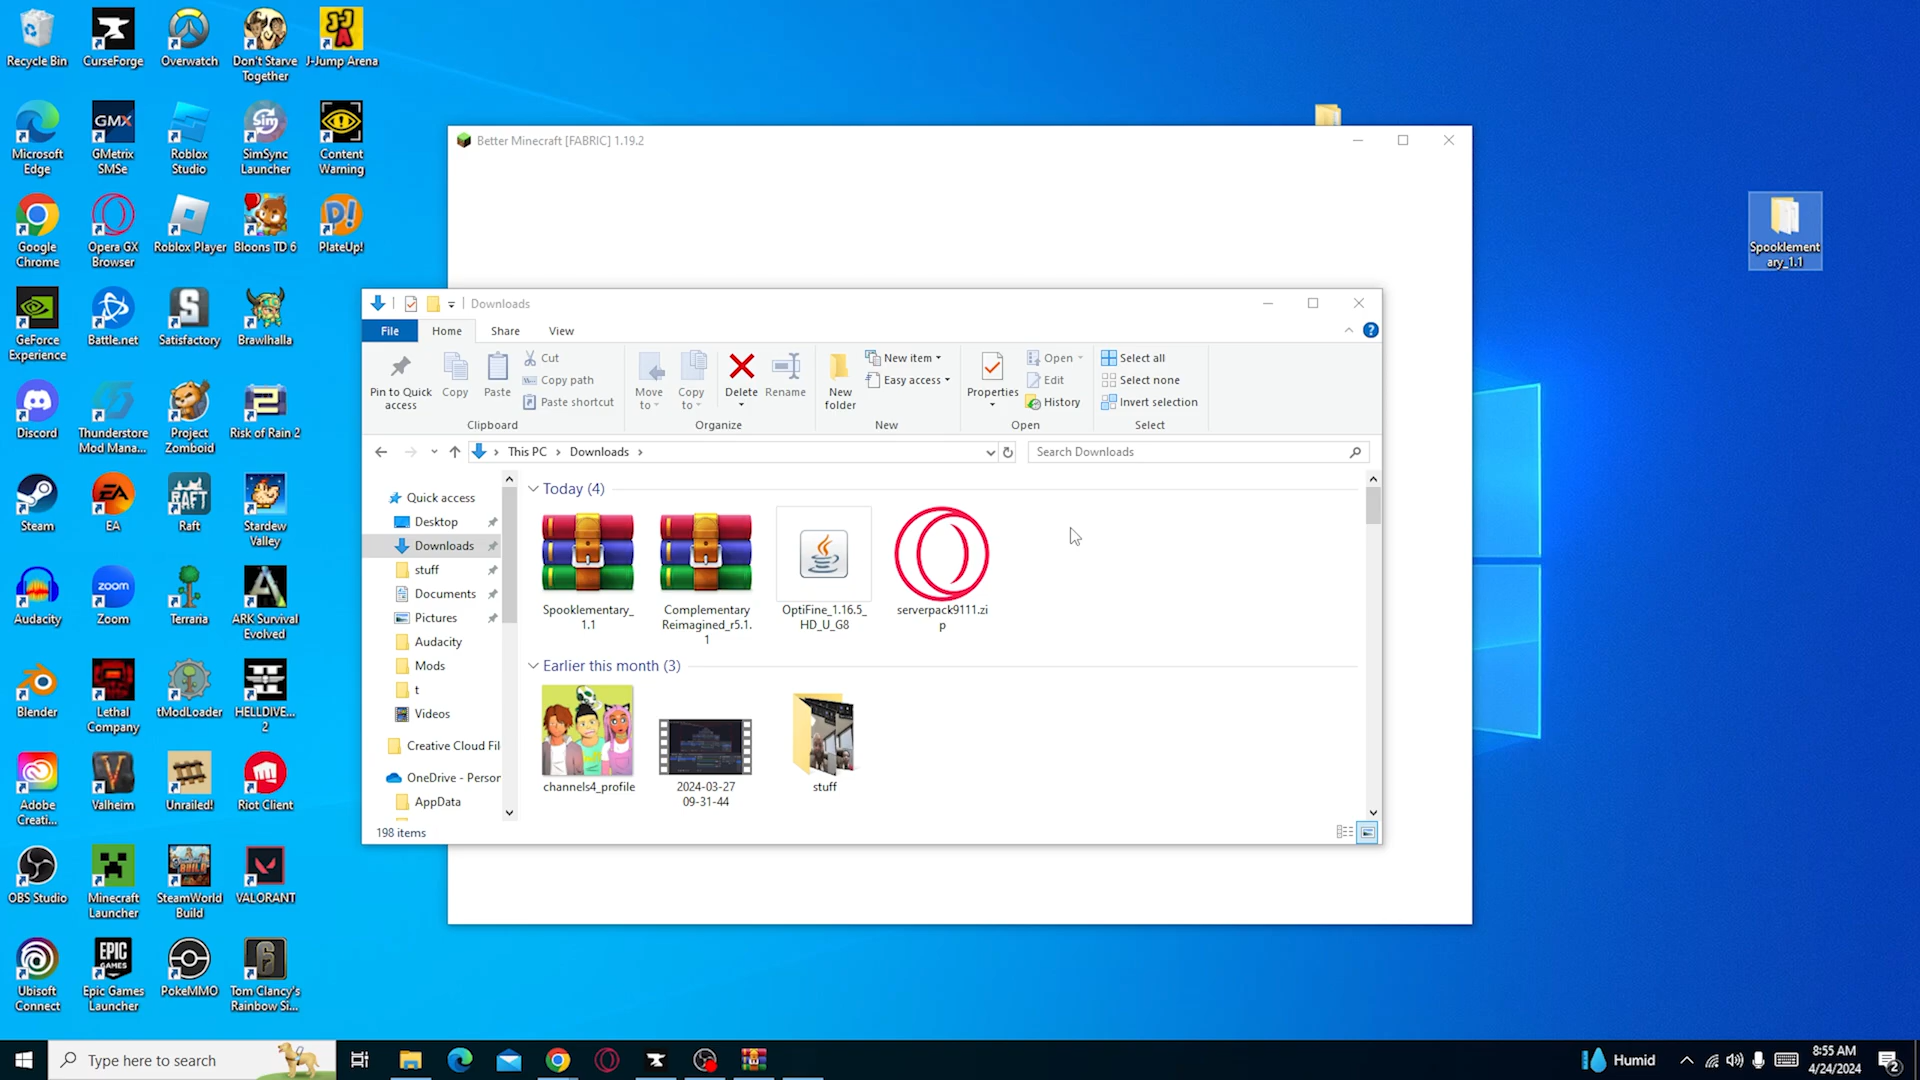 Recycle Bin
CurseForge
Overwatch
Don't Starve
Together
J-Jump Arena
Microsoft
Edge
GMetrix
SMSe
Roblox
Studio
SimSync
Launcher
Content
Warning
Google
Chrome
Opera GX
Browser
Roblox Player
Bloons TD 6
PlateUp!
GeForce
Experience
Battle.net
Satisfactory
Brawlhalla
Discord
Thunderstore
Mod Mana...
Project
Zomboid
Risk of Rain 2
Steam
EA
Raft
Stardew
Valley
Audacity
Zoom
Terraria
ARK Survival
Evolved
Blender
Lethal
Company
tModLoader
HELLDIVE...
2
Adobe
Creati...
Valheim
Unrailed!
Riot Client
OBS Studio
Minecraft
Launcher
SteamWorld
Build
VALORANT
Ubisoft
Connect
Epic Games
Launcher
PokeMMO
Tom Clancy's
Rainbow Si...
Better Minecraft [FABRIC] 1.19.2
Spooklement
ary_1.1
Downloads
File
Home
Share
View
Pin to Quick
access
Copy
Paste
Cut
Copy path
Paste shortcut
Clipboard
Move
to
Copy
to
Delete
Rename
Organize
New
folder
New item
Easy access
New
Properties
Open
Edit
History
Open
Select all
Select none
Invert selection
Select
This PC
Downloads
Search Downloads
Quick access
Desktop
Downloads
stuff
Documents
Pictures
Audacity
Mods
t
Videos
Creative Cloud Fil
OneDrive - Person
AppData
Today (4)
Spooklementary_
1.1
Complementary
Reimagined_r5.1.
1
OptiFine_1.16.5_
HD_U_G8
serverpack9111.zi
p
Earlier this month (3)
channels4_profile
2024-03-27
09-31-44
stuff
198 items
Type here to search
Humid
8:55 AM
4/24/2024
2